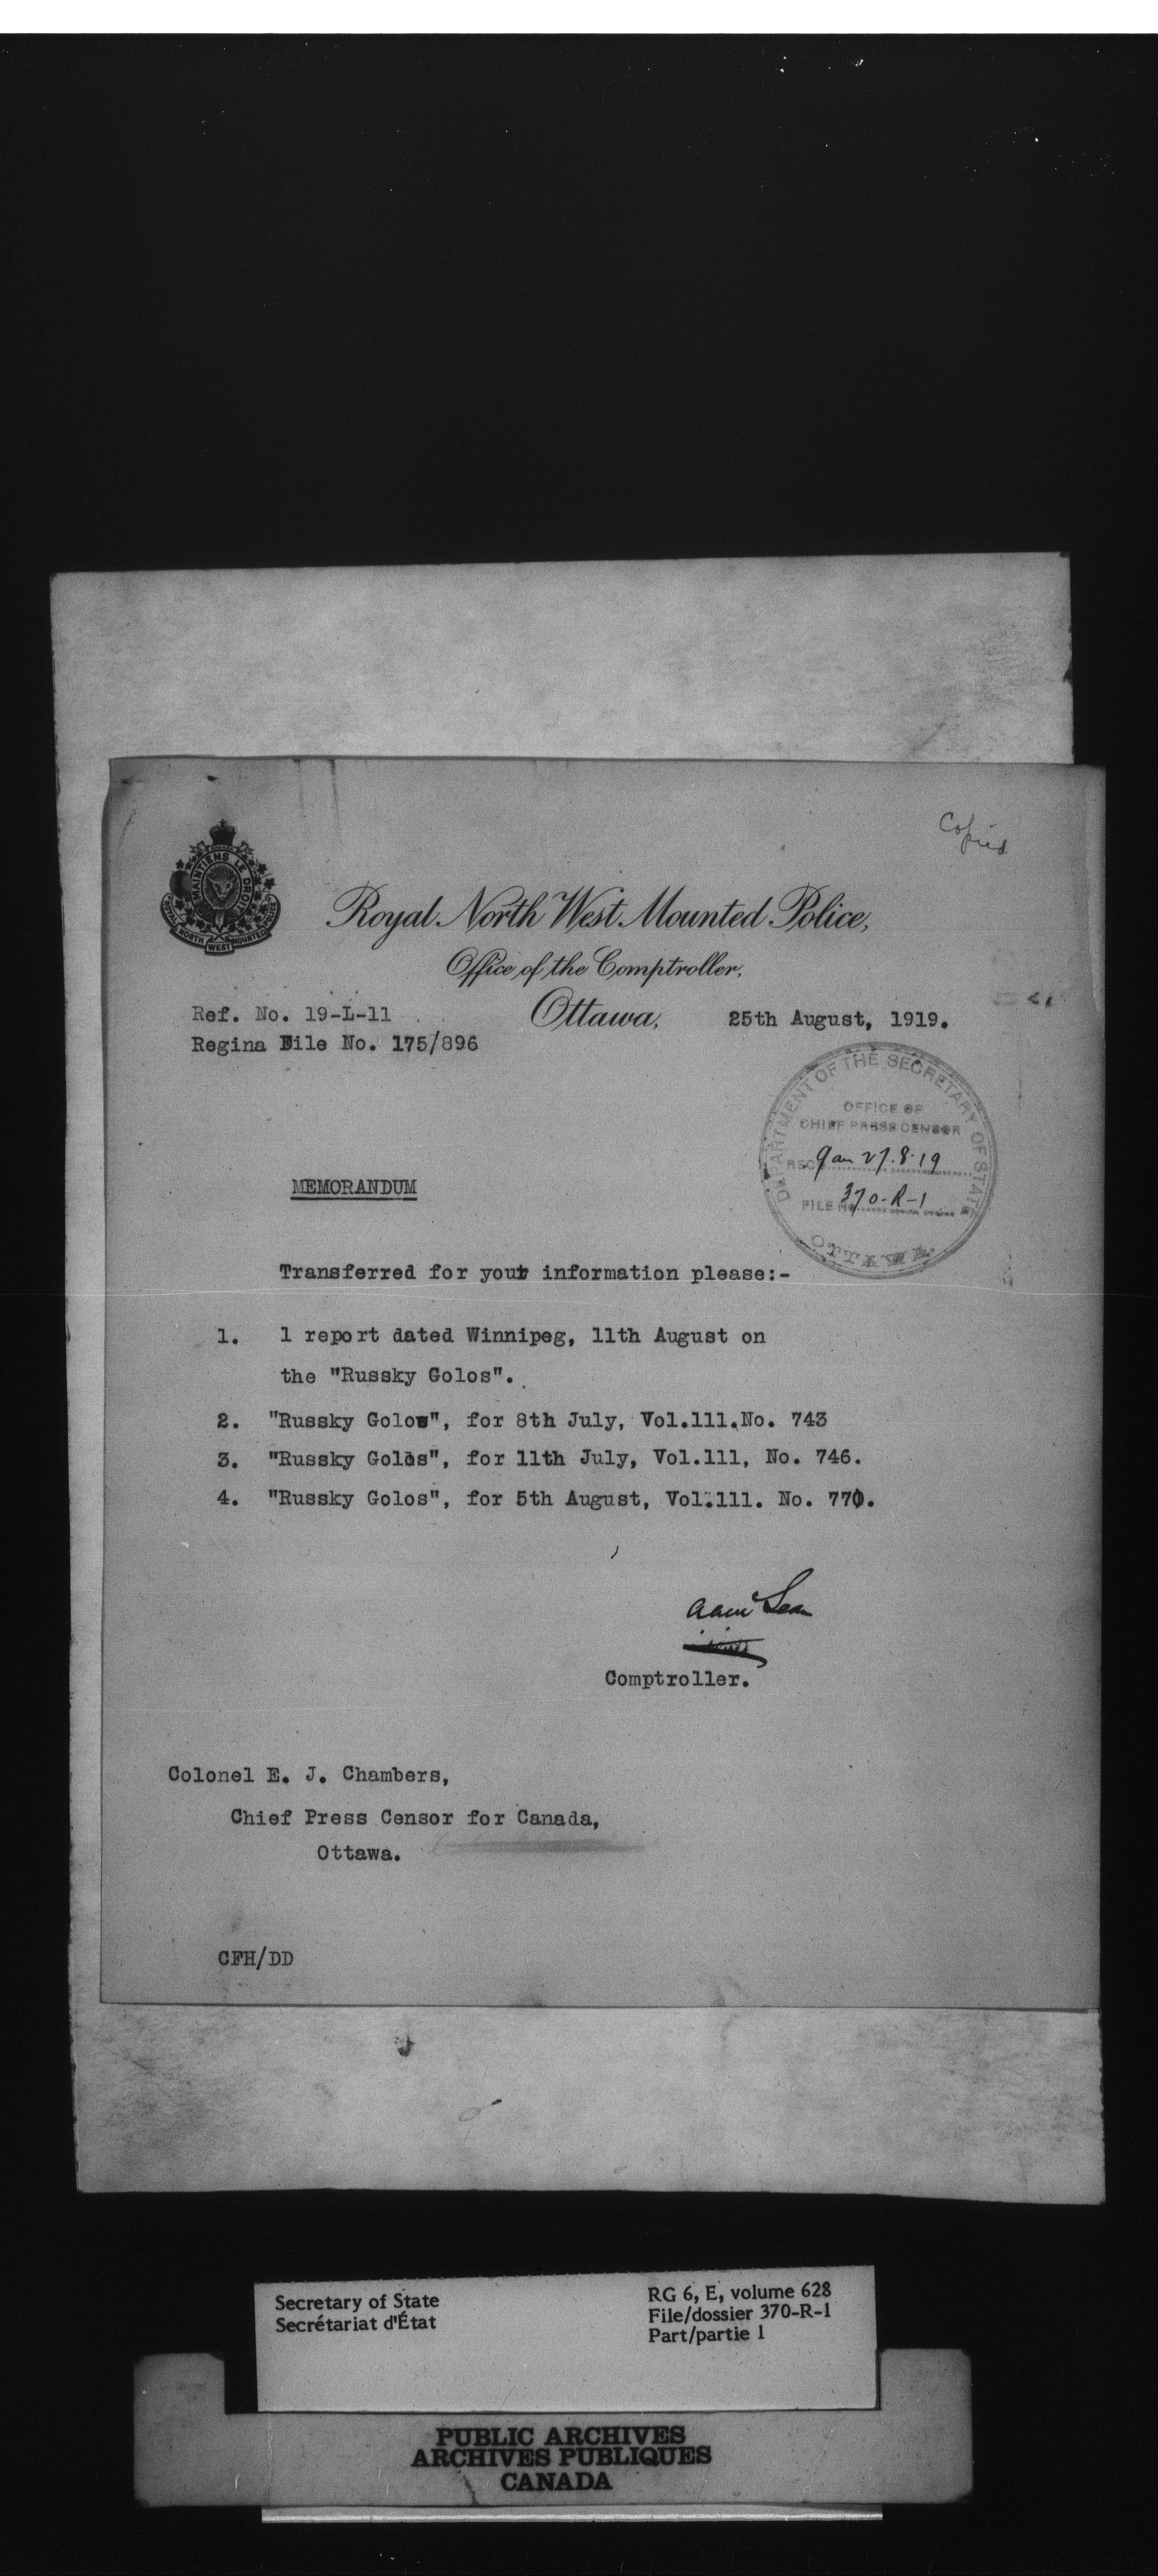 Copied
MAINTIENS LE DROIT
ROYAL NORTH WEST MOUNTED POLICE
Royal North West Mounted Police,
Office of the Comptroller,
Ref. No. 19-L-11
Ottawa,
25th August, 1919.
Regina File No. 175/896
DEPARTMENT OF THE SECRETARY OF STATE
OFFICE OF
CHIEF PRESS CENSOR
REC 27.8.19
FILE No 370-R-1
OTTAWA
MEMORANDUM
Transferred for your information please:-
1. 1 report dated Winnipeg, 11th August on
the "Russky Golos".
2. "Russky Golos", for 8th July, Vol.111.No. 743
3. "Russky Golos", for 11th July, Vol.111, No. 746.
4. "Russky Golos", for 5th August, Vol.111. No. 770.
Comptroller.
Colonel E. J. Chambers,
Chief Press Censor for Canada,
Ottawa.
CFH/DD
Secretary of State
Secrétariat d'État
RG 6, E, volume 628
File/dossier 370-R-1
Part/partie 1
PUBLIC ARCHIVES
ARCHIVES PUBLIQUES
CANADA